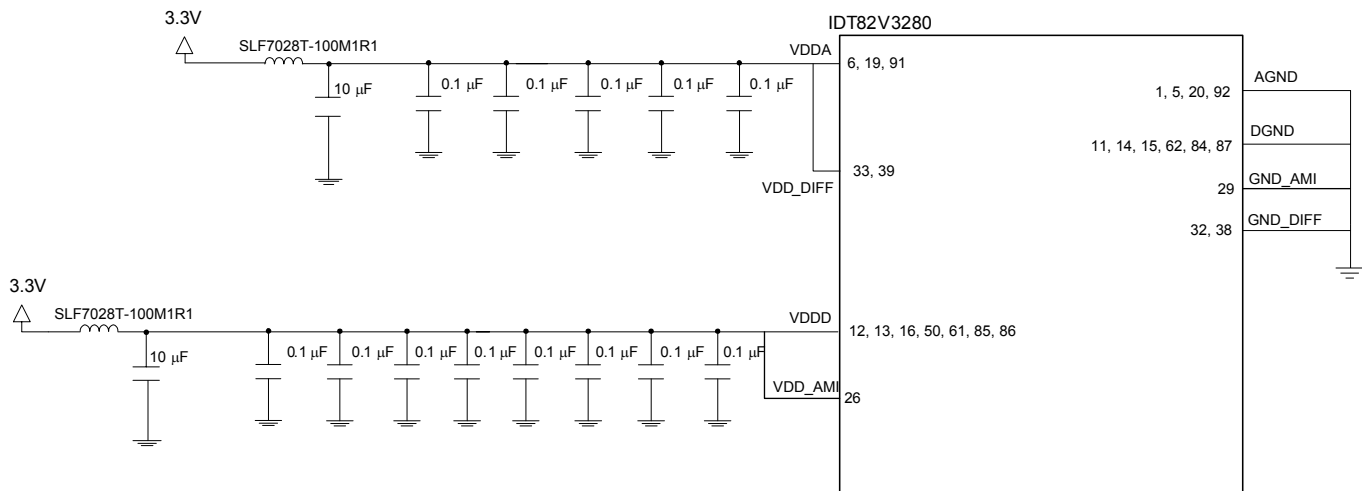 3.3V
IDT82V3280
SLF7028T-100M1R1
VDDA
6, 19, 91
10 μF
0.1 μF
0.1 μF
0.1 μF
0.1 μF
0.1 μF
AGND
1, 5, 20, 92
DGND
11, 14, 15, 62, 84, 87
33, 39
VDD_DIFF
29
GND_AMI
32, 38
GND_DIFF
3.3V
SLF7028T-100M1R1
VDDD
12, 13, 16, 50, 61, 85, 86
10 μF
0.1 μF
0.1 μF
0.1 μF
0.1 μF
0.1 μF
0.1 μF
0.1 μF
0.1 μF
VDD_AMI
26